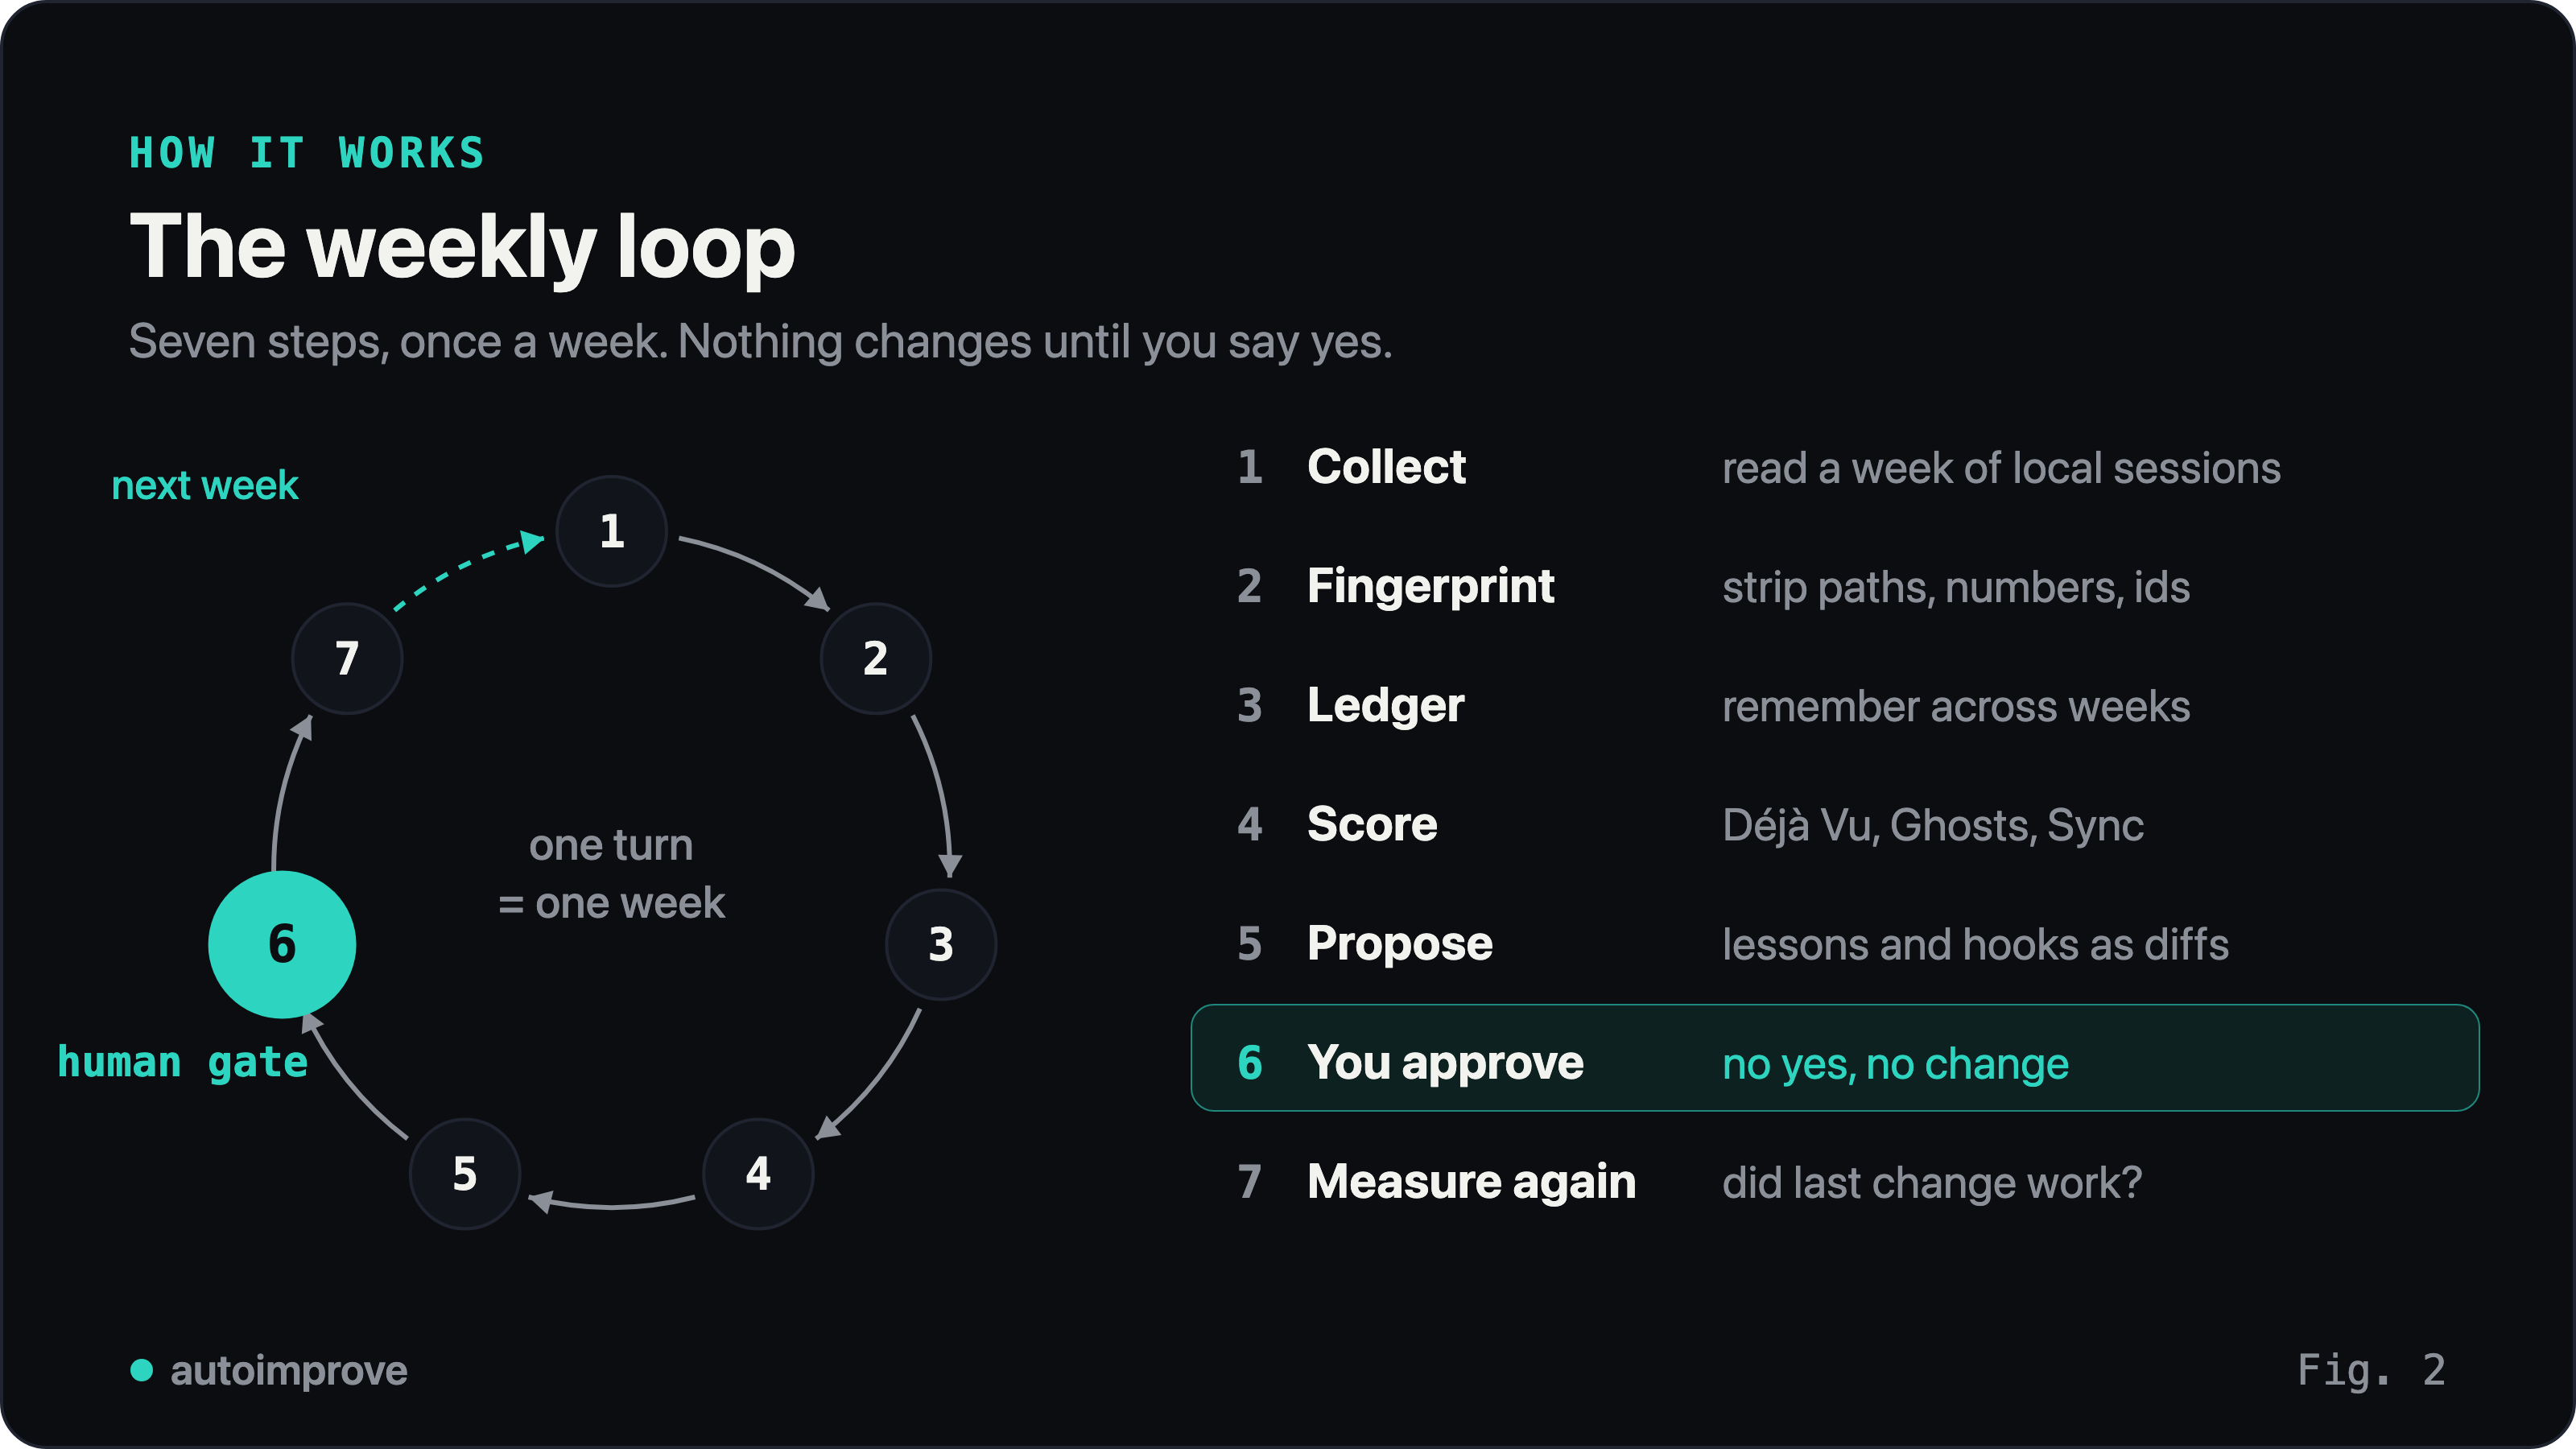 HOW IT WORKS
The weekly loop
Seven steps, once a week. Nothing changes until you say yes.
next week
1
2
3
4
5
6
7
one turn
= one week
human gate
1 Collect read a week of local sessions
2 Fingerprint strip paths, numbers, ids
3 Ledger remember across weeks
4 Score Déjà Vu, Ghosts, Sync
5 Propose lessons and hooks as diffs
6 You approve no yes, no change
7 Measure again did last change work?
autoimprove
Fig. 2